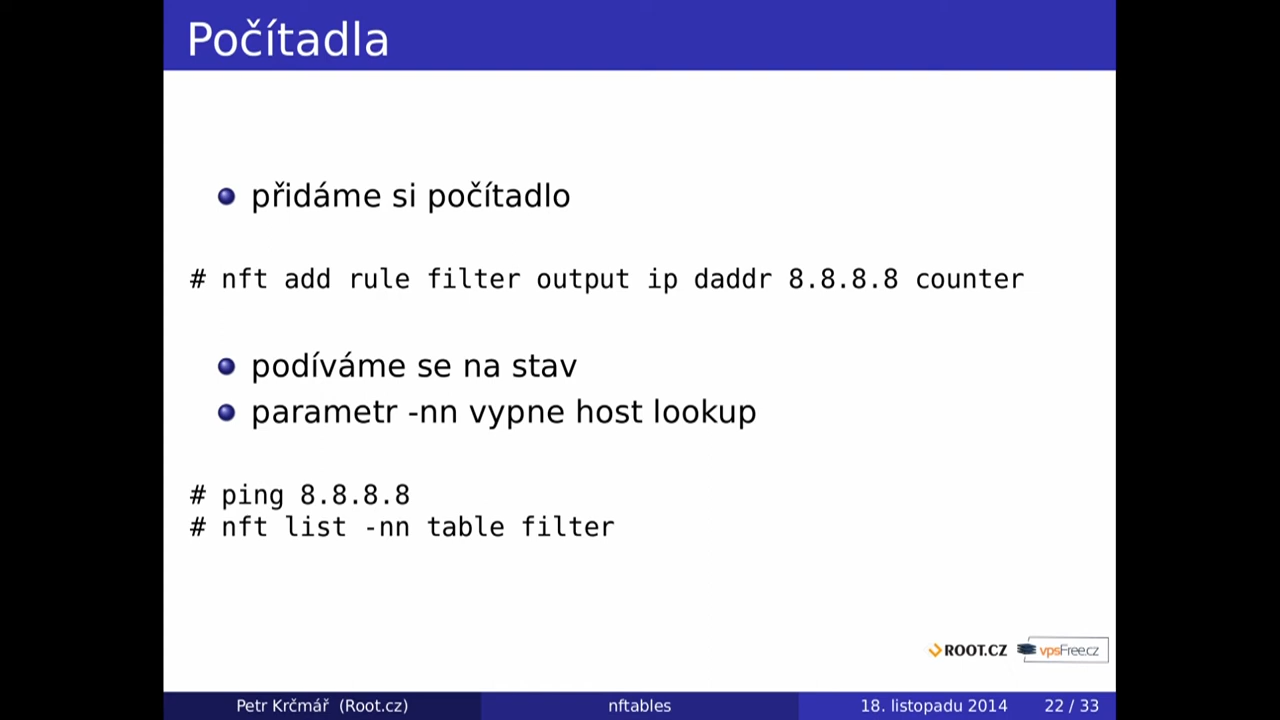 Počítadla
přidáme si počítadlo
# nft add rule filter output ip daddr 8.8.8.8 counter
podíváme se na stav
parametr -nn vypne host lookup
# ping 8.8.8.8
# nft list -nn table filter
ROOT.CZ vpsFree.cz
Petr Krčmář (Root.cz) nftables 18. listopadu 2014 22 / 33